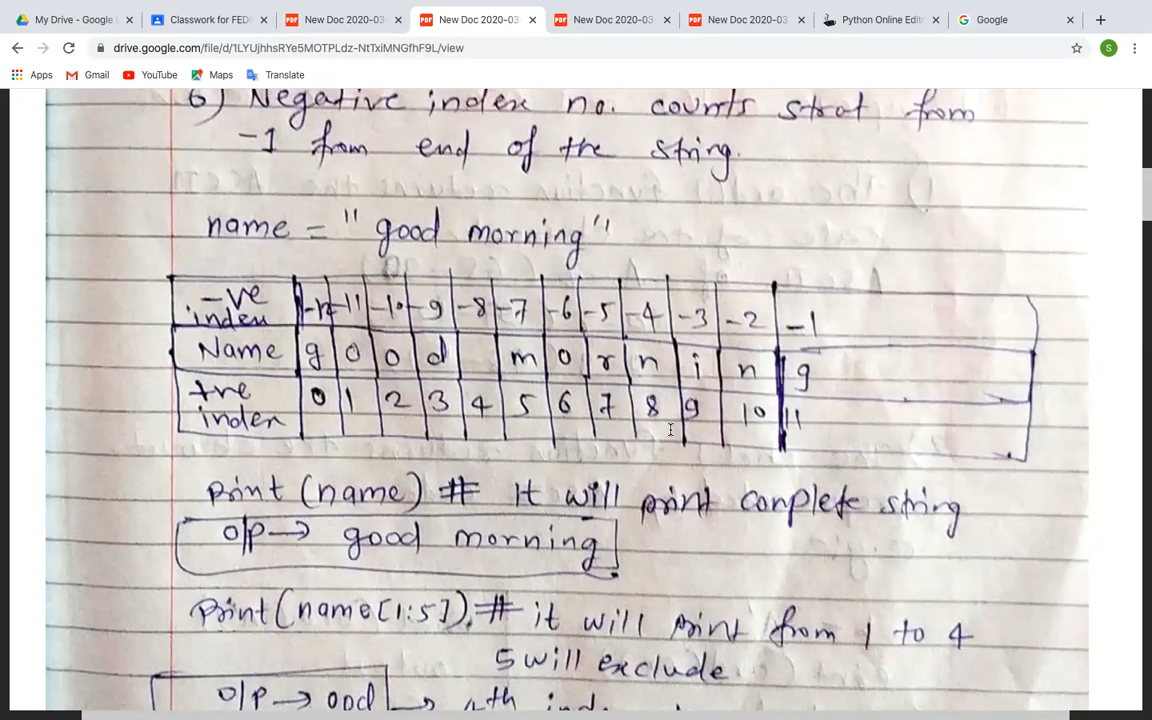 My Drive - Google
Classwork for FED
New Doc 2020-03
New Doc 2020-03
New Doc 2020-03
New Doc 2020-03
Python Online Edit
Google
drive.google.com/file/d/1LYUjhhsRYe5MOTPLdz-NtTxiMNGfhF9L/view
S
Apps Gmail YouTube Maps Translate
6) Negative index no. counts strat from
-1 from end of the string.
name = "good morning"
-ve index -12 -11 -10 -9 -8 -7 -6 -5 -4 -3 -2 -1
Name g o o d m o r n i n g
+ve index 0 1 2 3 4 5 6 7 8 9 10 11
print (name) # It will print complete string
o/p → good morning
print(name[1:5]). # it will print from 1 to 4
5 will exclude
o/p → ood → 4th